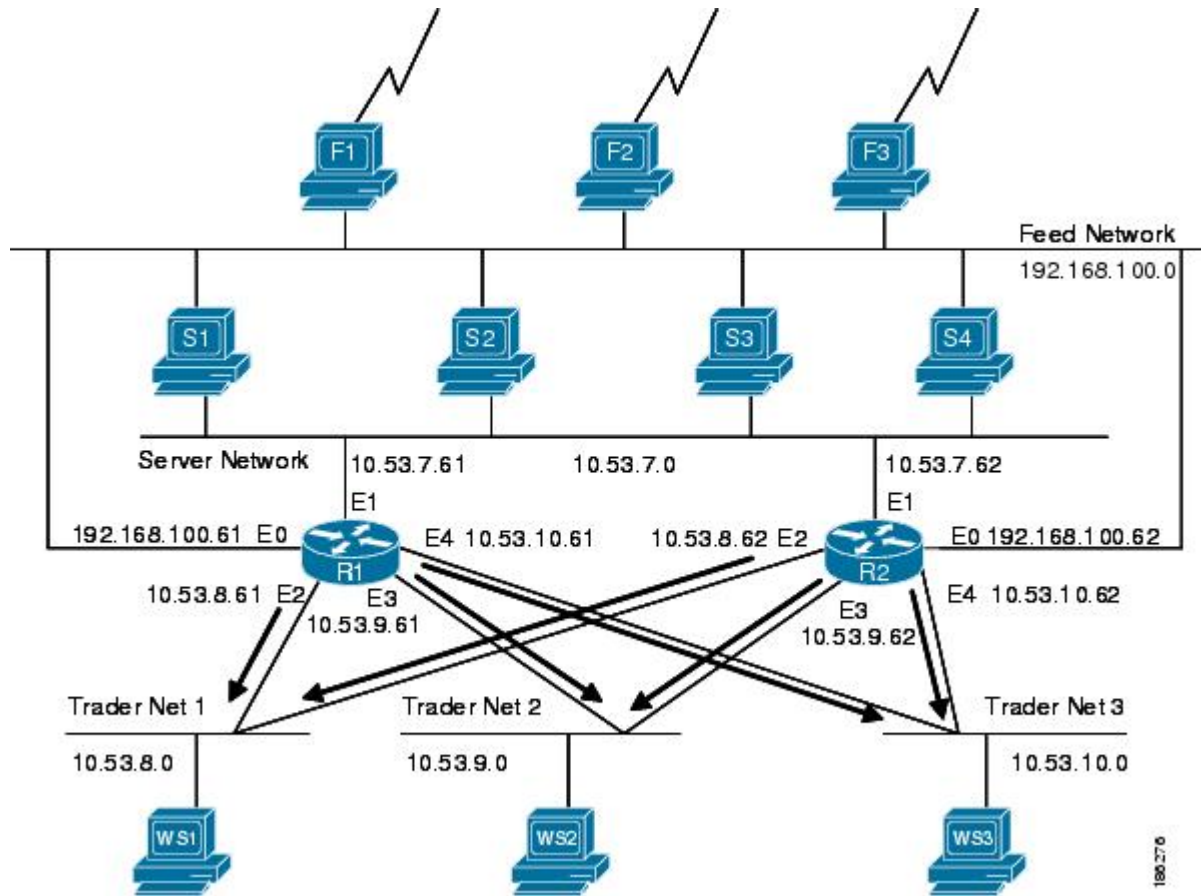 F1
F2
F3
Feed Network
192.168.100.0
S1
S2
S3
S4
Server Network
10.53.7.61
10.53.7.0
10.53.7.62
E1
E1
192.168.100.61 E0
R1
E4 10.53.10.61
10.53.8.62 E2
R2
E0 192.168.100.62
10.53.8.61 E2
E3
10.53.9.61
E3
10.53.9.62
E4 10.53.10.62
Trader Net 1
Trader Net 2
Trader Net 3
10.53.8.0
10.53.9.0
10.53.10.0
WS1
WS2
WS3
186276